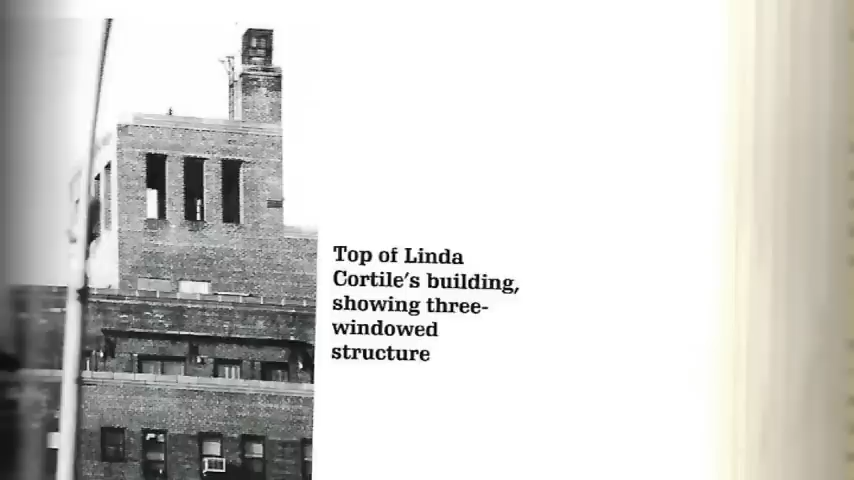 Top of Linda
Cortile's building,
showing three-
windowed
structure